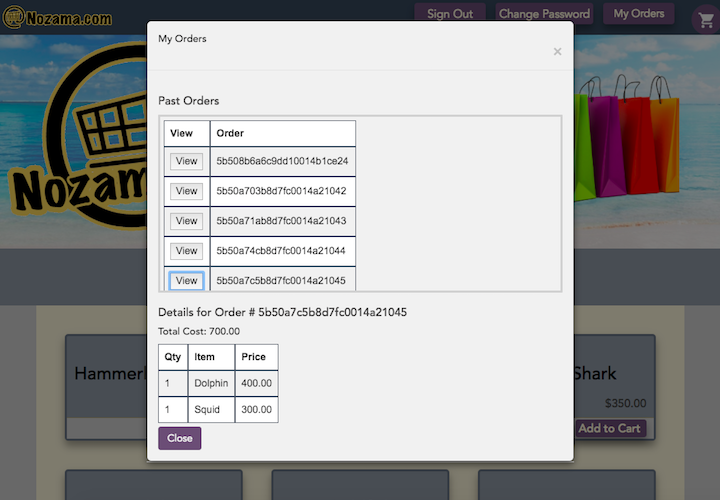 Nozama.com
Sign Out
Change Password
My Orders
My Orders
×
Past Orders
View Order
View 5b508b6a6c9dd10014b1ce24
View 5b50a703b8d7fc0014a21042
View 5b50a71ab8d7fc0014a21043
View 5b50a74cb8d7fc0014a21044
View 5b50a7c5b8d7fc0014a21045
Details for Order # 5b50a7c5b8d7fc0014a21045
Total Cost: 700.00
Qty Item Price
1 Dolphin 400.00
1 Squid 300.00
Close
Nozama
Hammerh
Shark
$350.00
Add to Cart